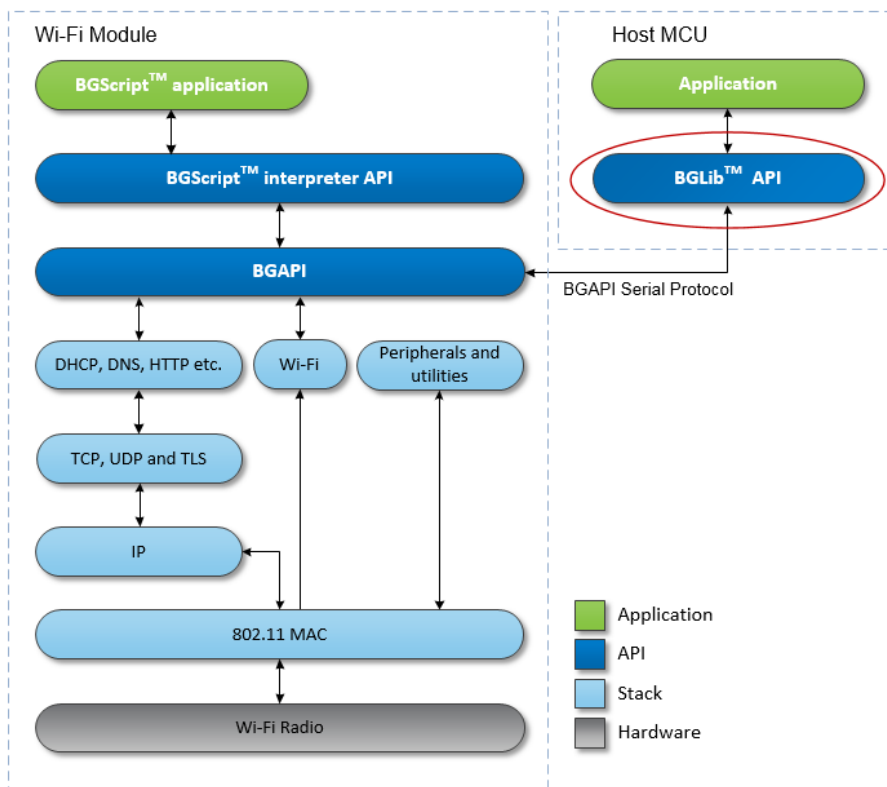 Wi-Fi Module
BGScript™ application
BGScript™ interpreter API
BGAPI
DHCP, DNS, HTTP etc.
Wi-Fi
Peripherals and
utilities
TCP, UDP and TLS
IP
802.11 MAC
Wi-Fi Radio
Host MCU
Application
BGLib™ API
BGAPI Serial Protocol
Application
API
Stack
Hardware